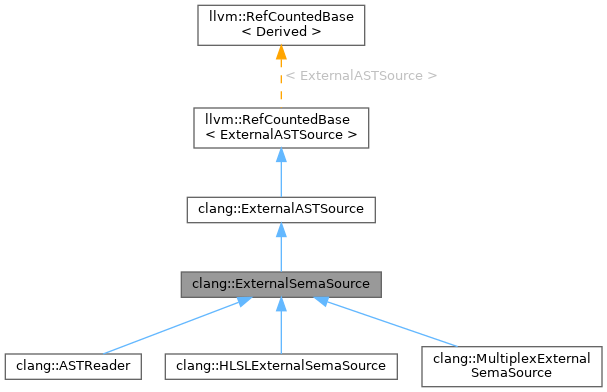 llvm::RefCountedBase
< Derived >
< ExternalASTSource >
llvm::RefCountedBase
< ExternalASTSource >
clang::ExternalASTSource
clang::ExternalSemaSource
clang::ASTReader
clang::HLSLExternalSemaSource
clang::MultiplexExternal
SemaSource